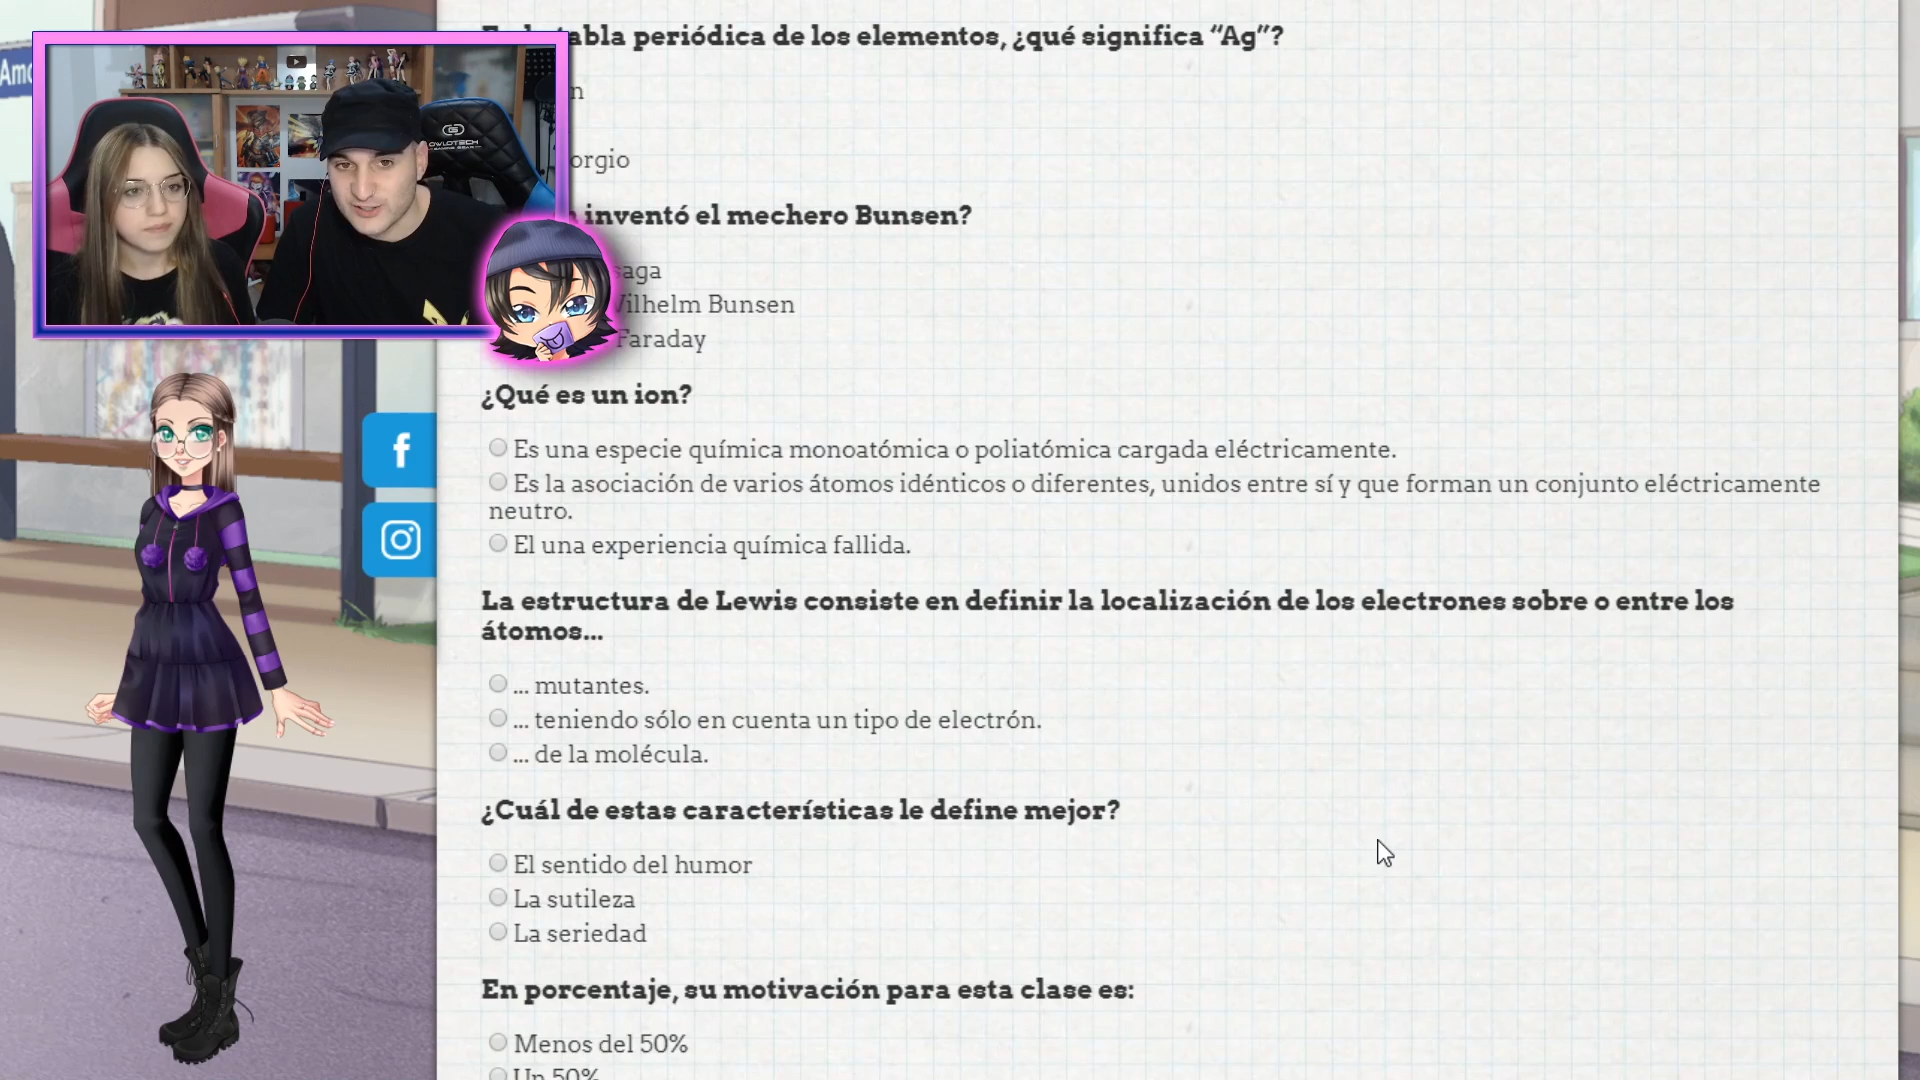 tabla periódica de los elementos, ¿qué significa “Ag”?
Amo
inventó el mechero Bunsen?
Wilhelm Bunsen
Faraday
¿Qué es un ion?
Es una especie química monoatómica o poliatómica cargada eléctricamente.
Es la asociación de varios átomos idénticos o diferentes, unidos entre sí y que forman un conjunto eléctricamente
neutro.
El una experiencia química fallida.
La estructura de Lewis consiste en definir la localización de los electrones sobre o entre los
átomos...
... mutantes.
... teniendo sólo en cuenta un tipo de electrón.
... de la molécula.
¿Cuál de estas características le define mejor?
El sentido del humor
La sutileza
La seriedad
En porcentaje, su motivación para esta clase es:
Menos del 50%
Un 50%